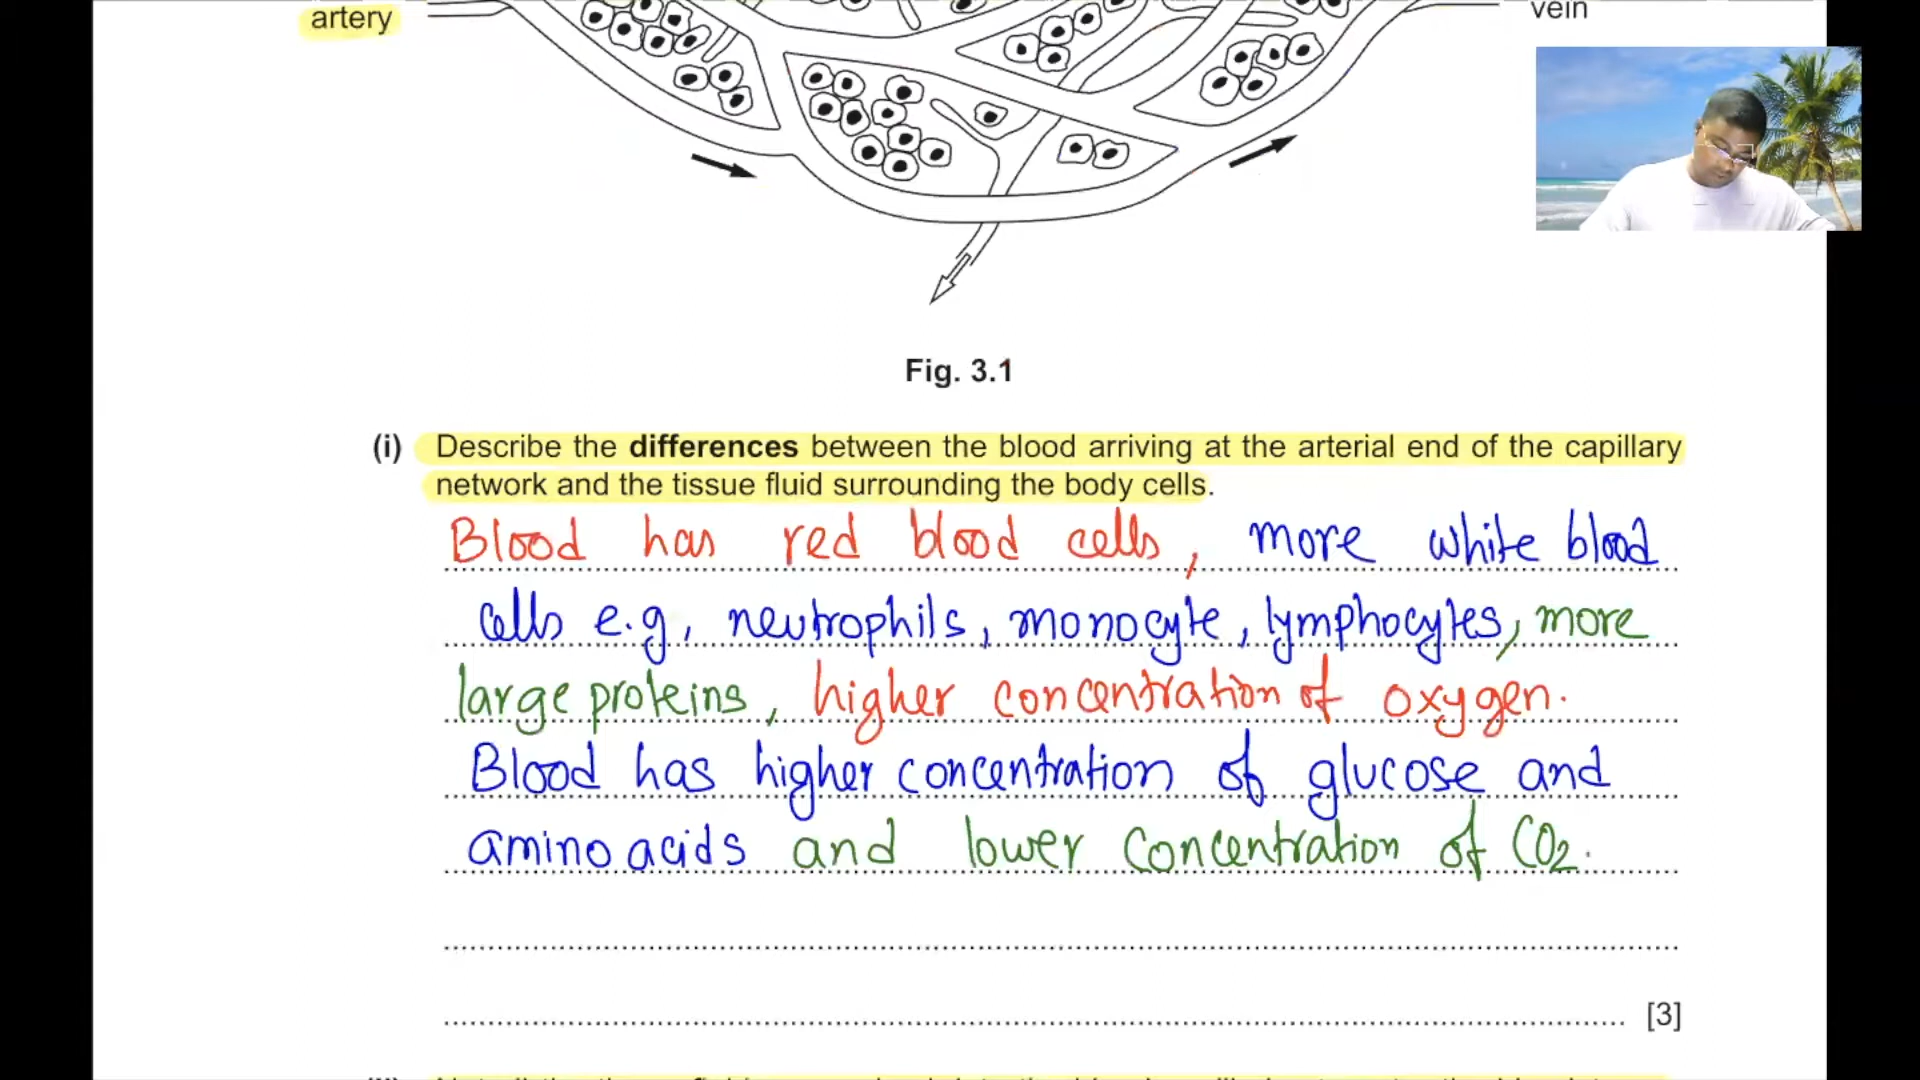 artery
vein
Fig. 3.1
(i) Describe the differences between the blood arriving at the arterial end of the capillary
network and the tissue fluid surrounding the body cells.
Blood has red blood cells, more white blood
cells e.g, neutrophils, monocyte, lymphocytes, more
large proteins, higher concentration of oxygen.
Blood has higher concentration of glucose and
amino acids and lower concentration of CO2.
[3]